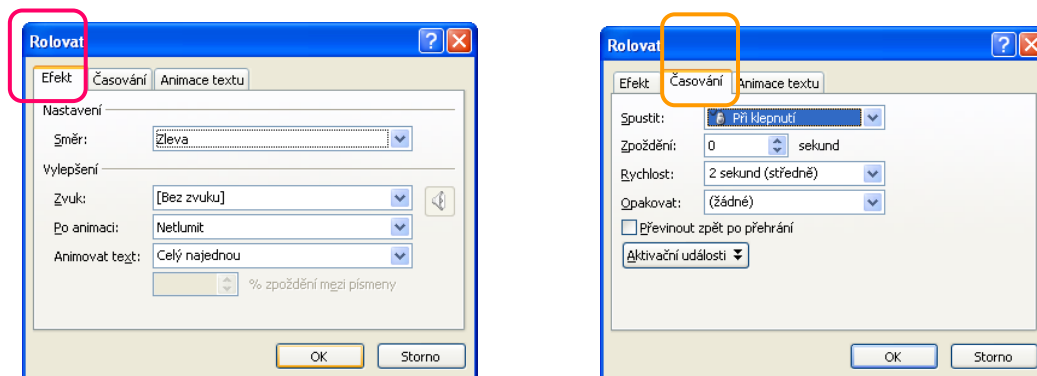 Rolovat
Efekt Časování Animace textu
Nastavení
Směr: Zleva
Vylepšení
Zvuk: [Bez zvuku]
Po animaci: Netlumit
Animovat text: Celý najednou
% zpoždění mezi písmeny
OK Storno
Rolovat
Efekt Časování Animace textu
Spustit: Při klepnutí
Zpoždění: 0 sekund
Rychlost: 2 sekund (středně)
Opakovat: (žádné)
Převinout zpět po přehrání
Aktivační události
OK Storno